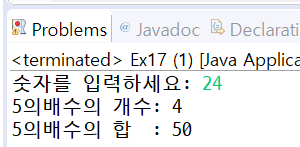 Problems @ Javadoc Declarati
<terminated> Ex17 (1) [Java Applica
숫자를 입력하세요: 24
5의배수의 개수: 4
5의배수의 합  : 50